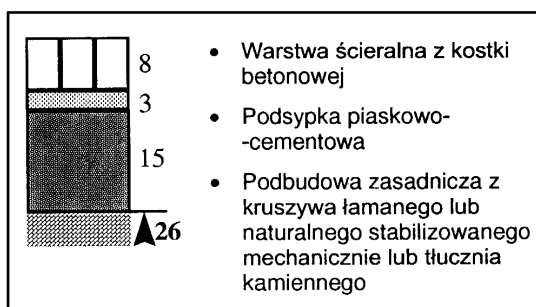 8
3
15
26
• Warstwa ścieralna z kostki
betonowej
• Podsypka piaskowo-
-cementowa
• Podbudowa zasadnicza z
kruszywa łamanego lub
naturalnego stabilizowanego
mechanicznie lub tłucznia
kamiennego